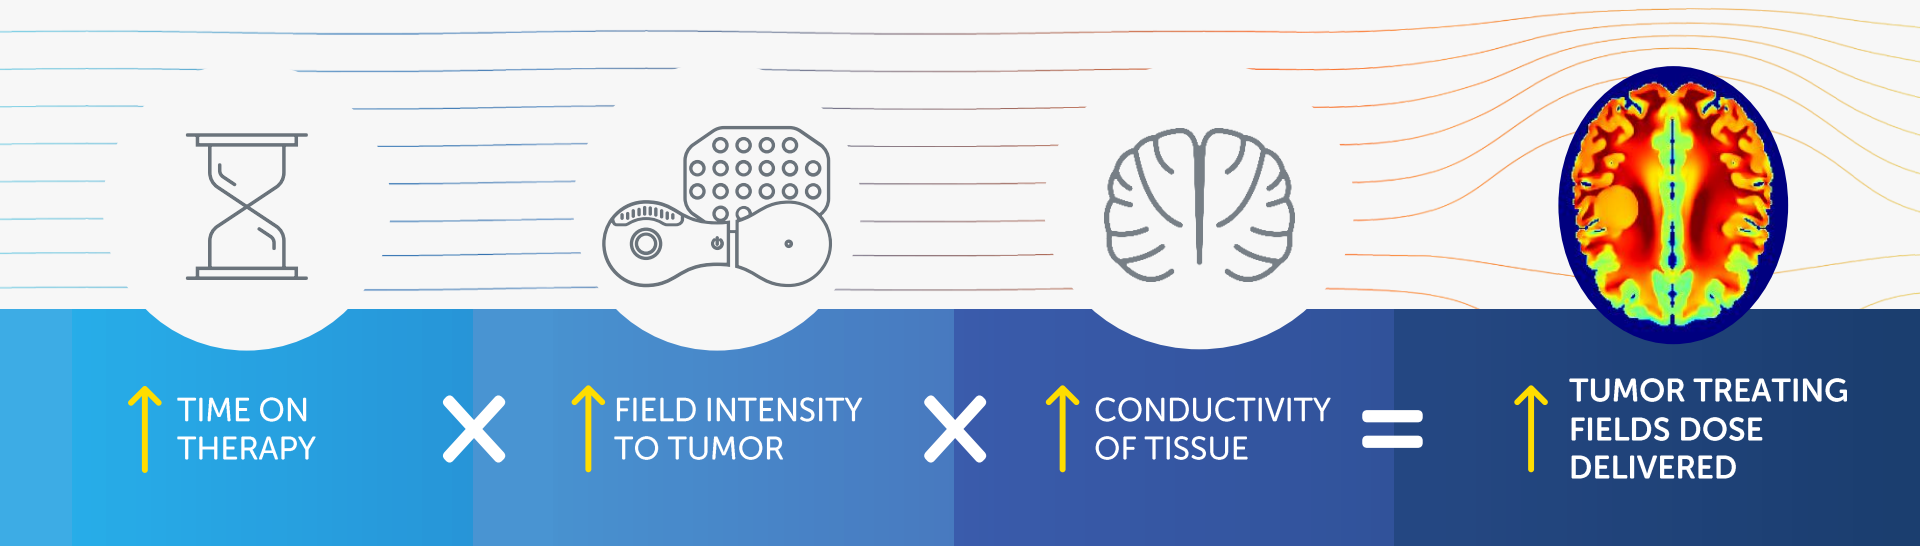 TIME ON
THERAPY
×
FIELD INTENSITY
TO TUMOR
×
CONDUCTIVITY
OF TISSUE
=
TUMOR TREATING
FIELDS DOSE
DELIVERED